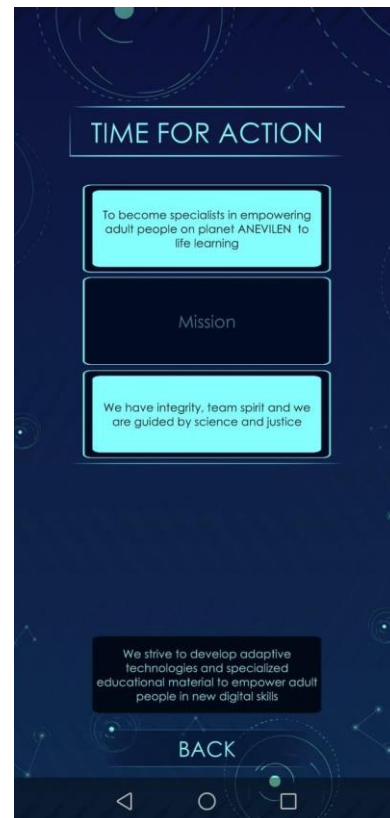 TIME FOR ACTION
To become specialists in empowering
adult people on planet ANEVILEN to
life learning
Mission
We have integrity, team spirit and we
are guided by science and justice
We strive to develop adaptive
technologies and specialized
educational material to empower adult
people in new digital skills
BACK